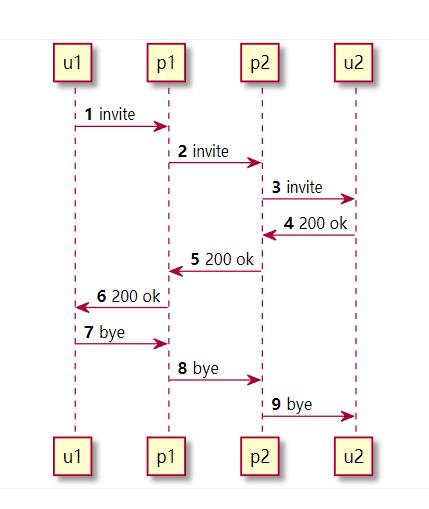 u1 p1 p2 u2
1 invite
2 invite
3 invite
4 200 ok
5 200 ok
6 200 ok
7 bye
8 bye
9 bye
u1 p1 p2 u2